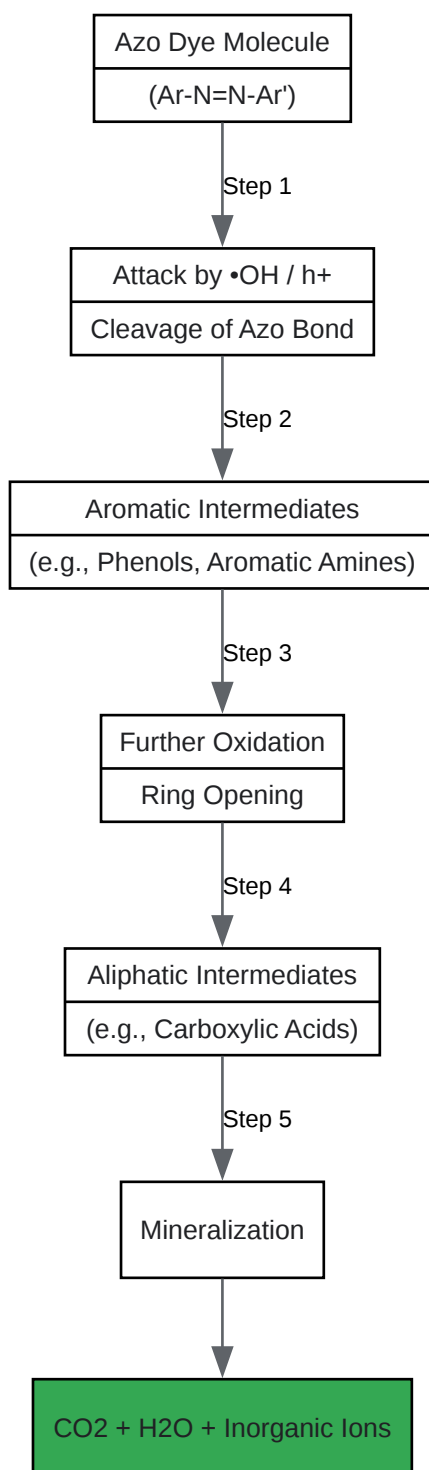 Azo Dye Molecule
(Ar-N=N-Ar')
Step 1
Attack by •OH / h+
Cleavage of Azo Bond
Step 2
Aromatic Intermediates
(e.g., Phenols, Aromatic Amines)
Step 3
Further Oxidation
Ring Opening
Step 4
Aliphatic Intermediates
(e.g., Carboxylic Acids)
Step 5
Mineralization
CO2 + H2O + Inorganic Ions